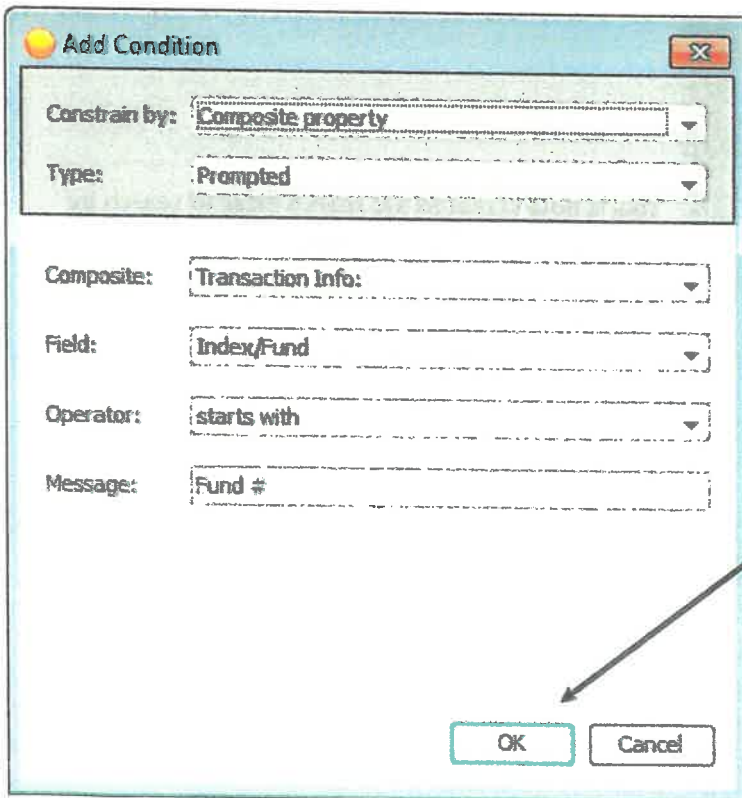 Add Condition
Constrain by: Composite property
Type: Prompted
Composite: Transaction Info:
Field: Index/Fund
Operator: starts with
Message: Fund #
OK Cancel